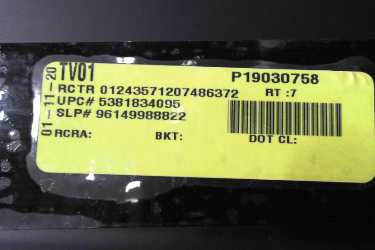 01-11-20
TV01 P19030758
RCTR 01243571207486372 RT :7
UPC# 5381834095
SLP# 96149988822
RCRA: BKT: DOT CL: